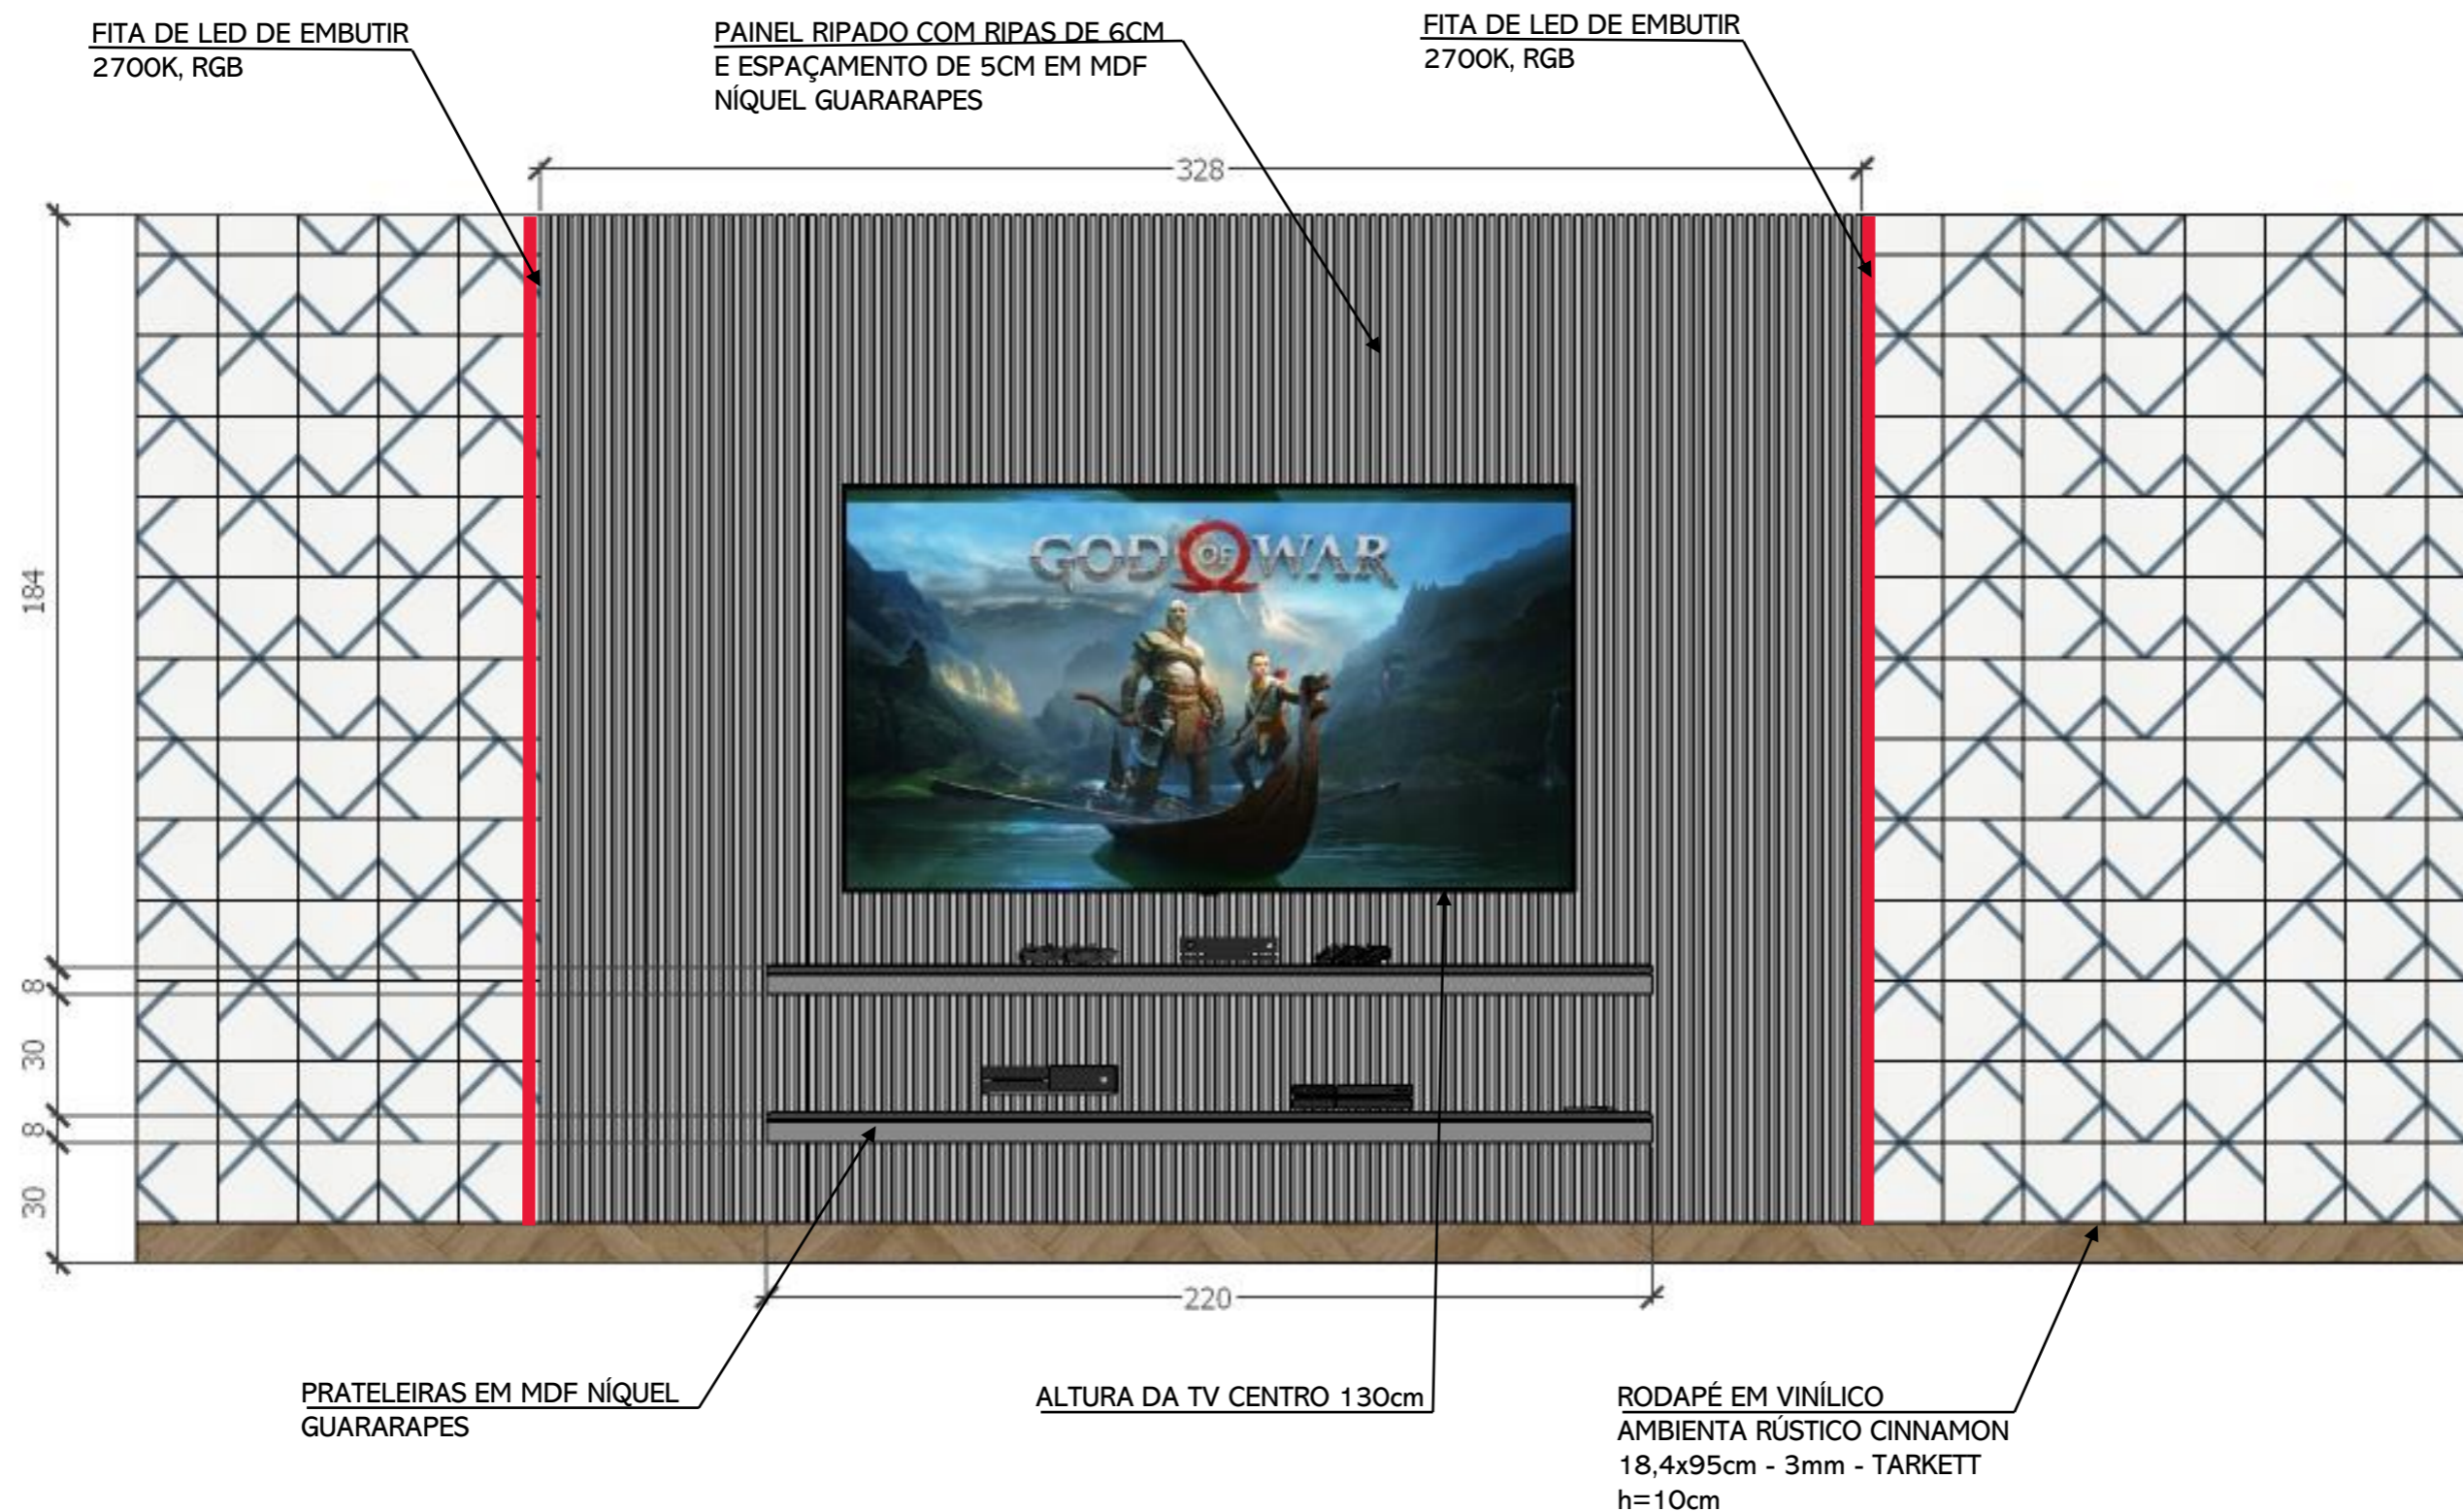 FITA DE LED DE EMBUTIR
2700K, RGB
PAINEL RIPADO COM RIPAS DE 6CM
E ESPAÇAMENTO DE 5CM EM MDF
NÍQUEL GUARARAPES
FITA DE LED DE EMBUTIR
2700K, RGB
328
184
8
30
8
30
GOD OF WAR
220
PRATELEIRAS EM MDF NÍQUEL
GUARARAPES
ALTURA DA TV CENTRO 130cm
RODAPÉ EM VINÍLICO
AMBIENTA RÚSTICO CINNAMON
18,4x95cm - 3mm - TARKETT
h=10cm